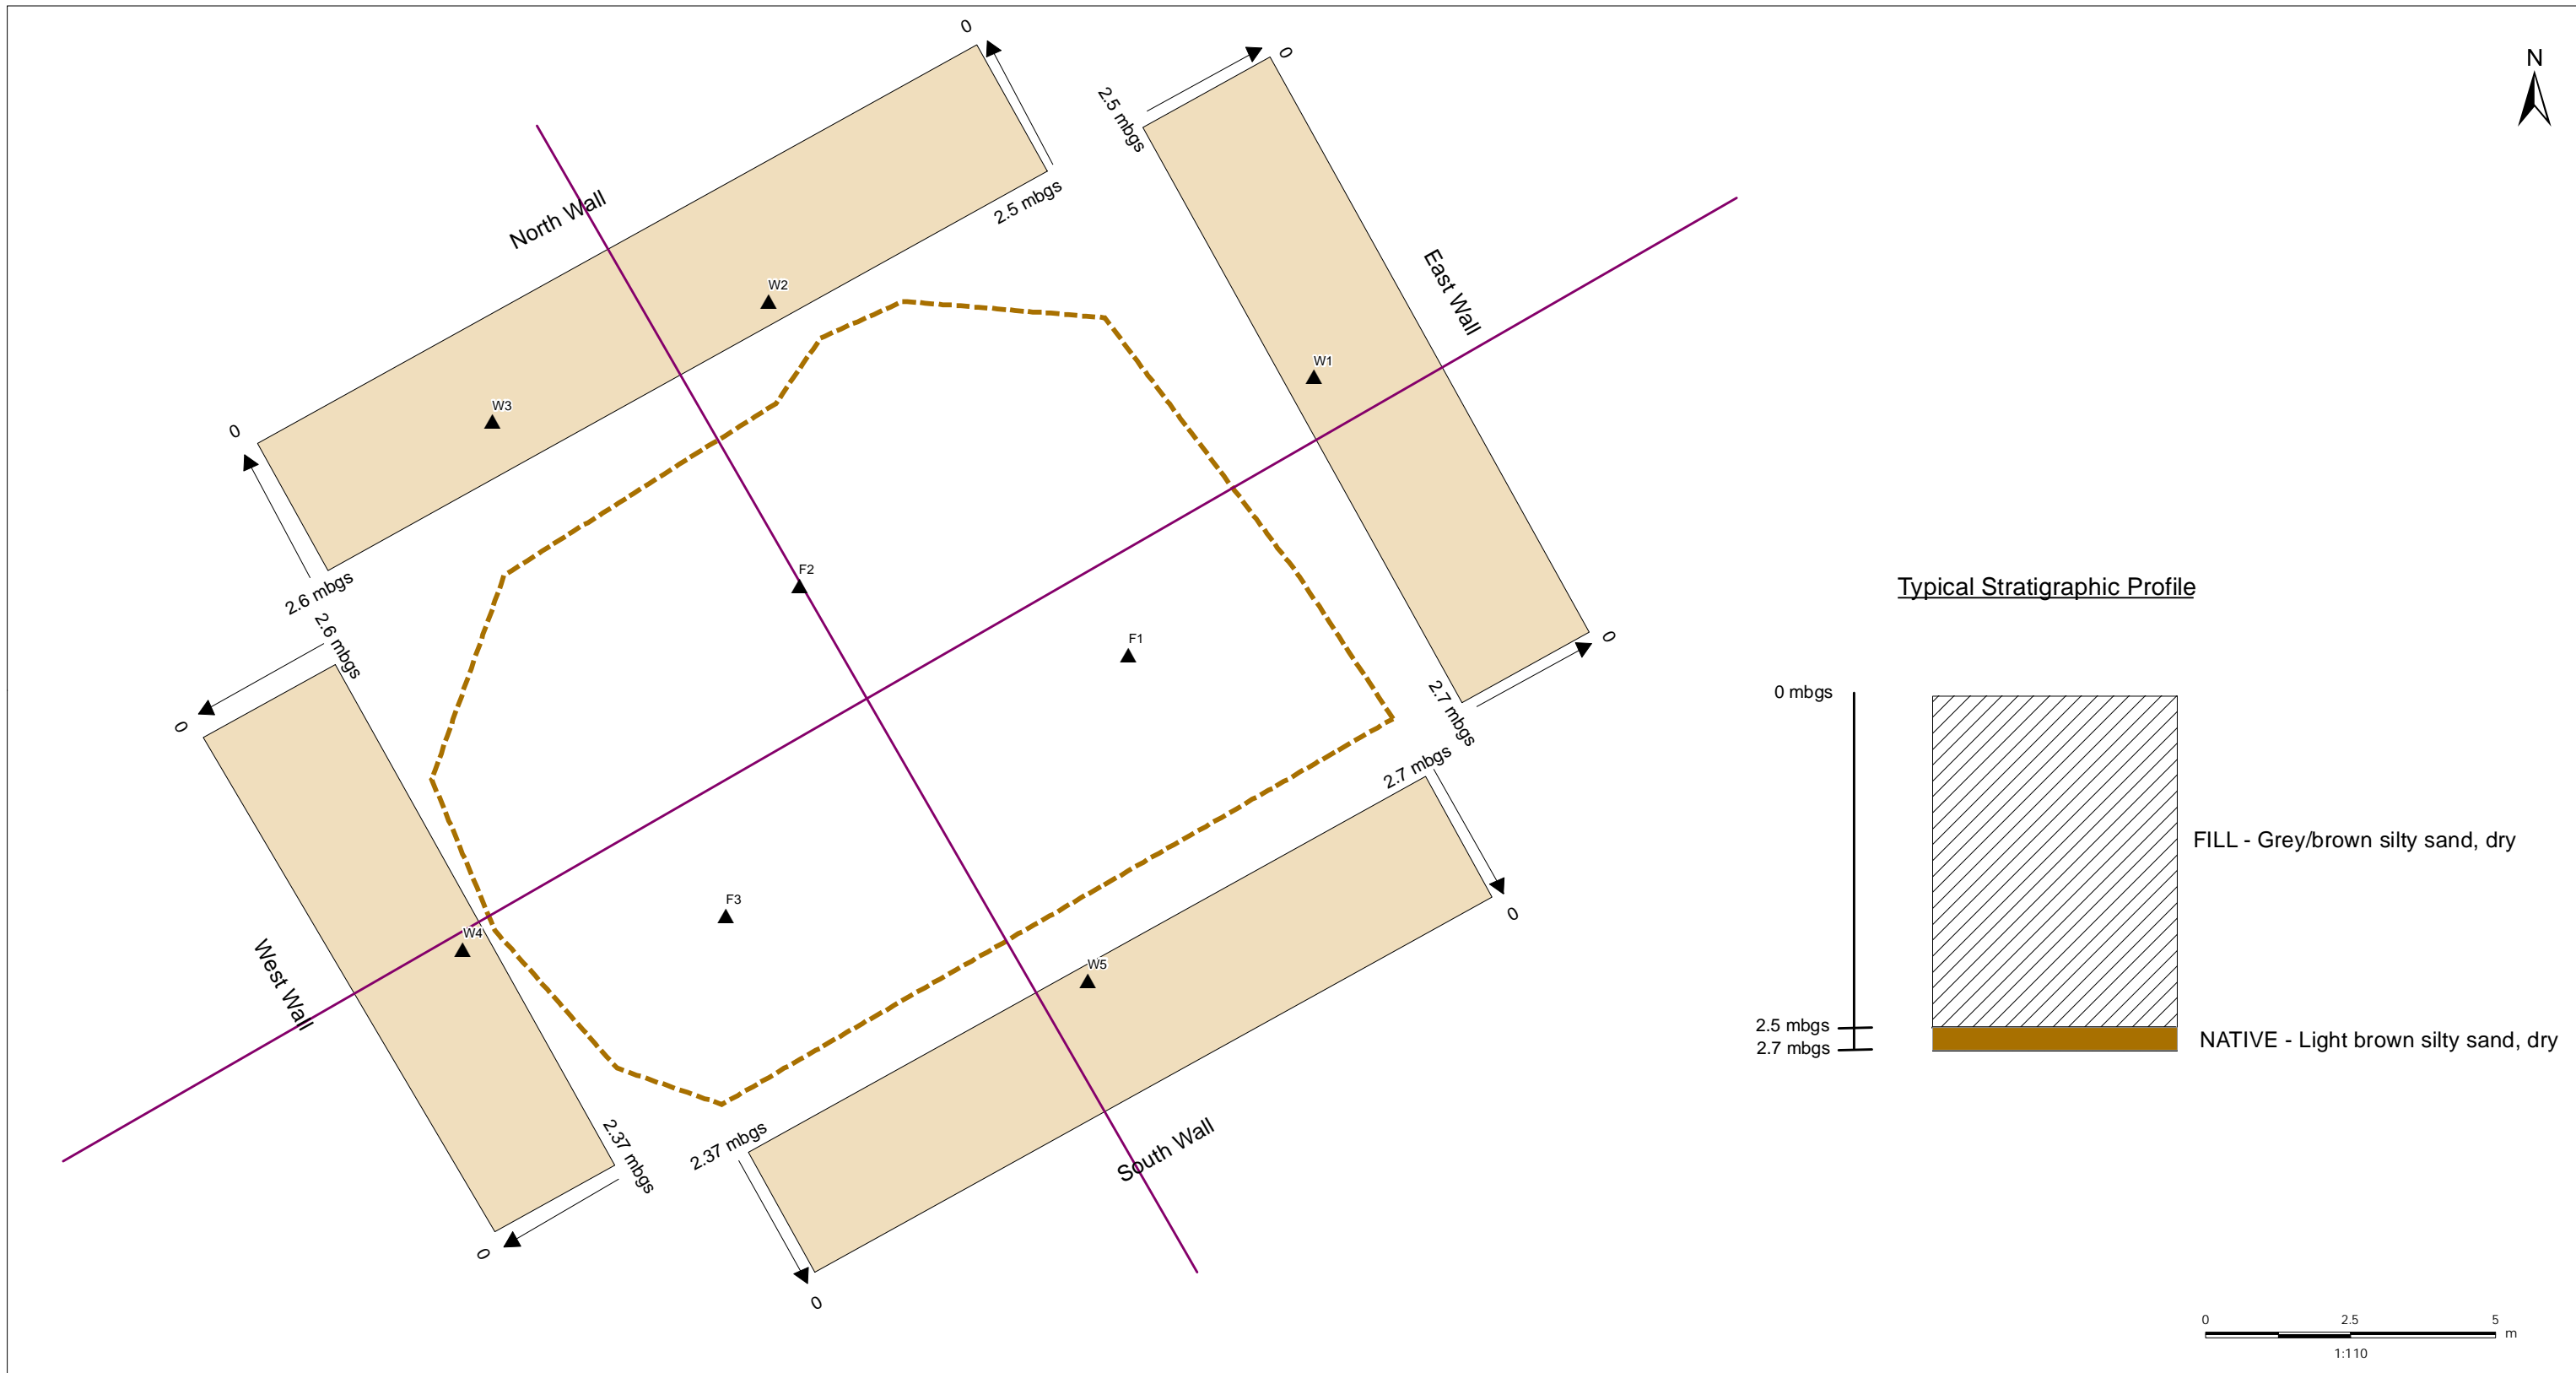 0
0
N
2.5 mbgs
North Wall
2.5 mbgs
East Wall
W2
W1
W3
0
2.6 mbgs
2.6 mbgs
F2
F1
0
0
2.7 mbgs
2.7 mbgs
F3
W4
West Wall
W5
0
2.37 mbgs
2.37 mbgs
South Wall
0
0
Typical Stratigraphic Profile
0 mbgs
FILL - Grey/brown silty sand, dry
2.5 mbgs
2.7 mbgs
NATIVE - Light brown silty sand, dry
0 2.5 5
m
1:110